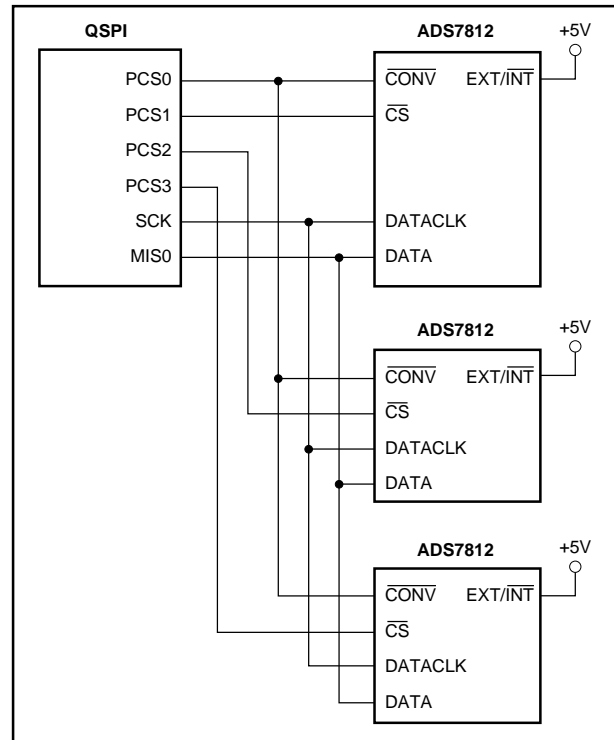 QSPI
PCS0
PCS1
PCS2
PCS3
SCK
MIS0
ADS7812
+5V
CONV EXT/INT
CS
DATACLK
DATA
ADS7812
+5V
CONV EXT/INT
CS
DATACLK
DATA
ADS7812
+5V
CONV EXT/INT
CS
DATACLK
DATA